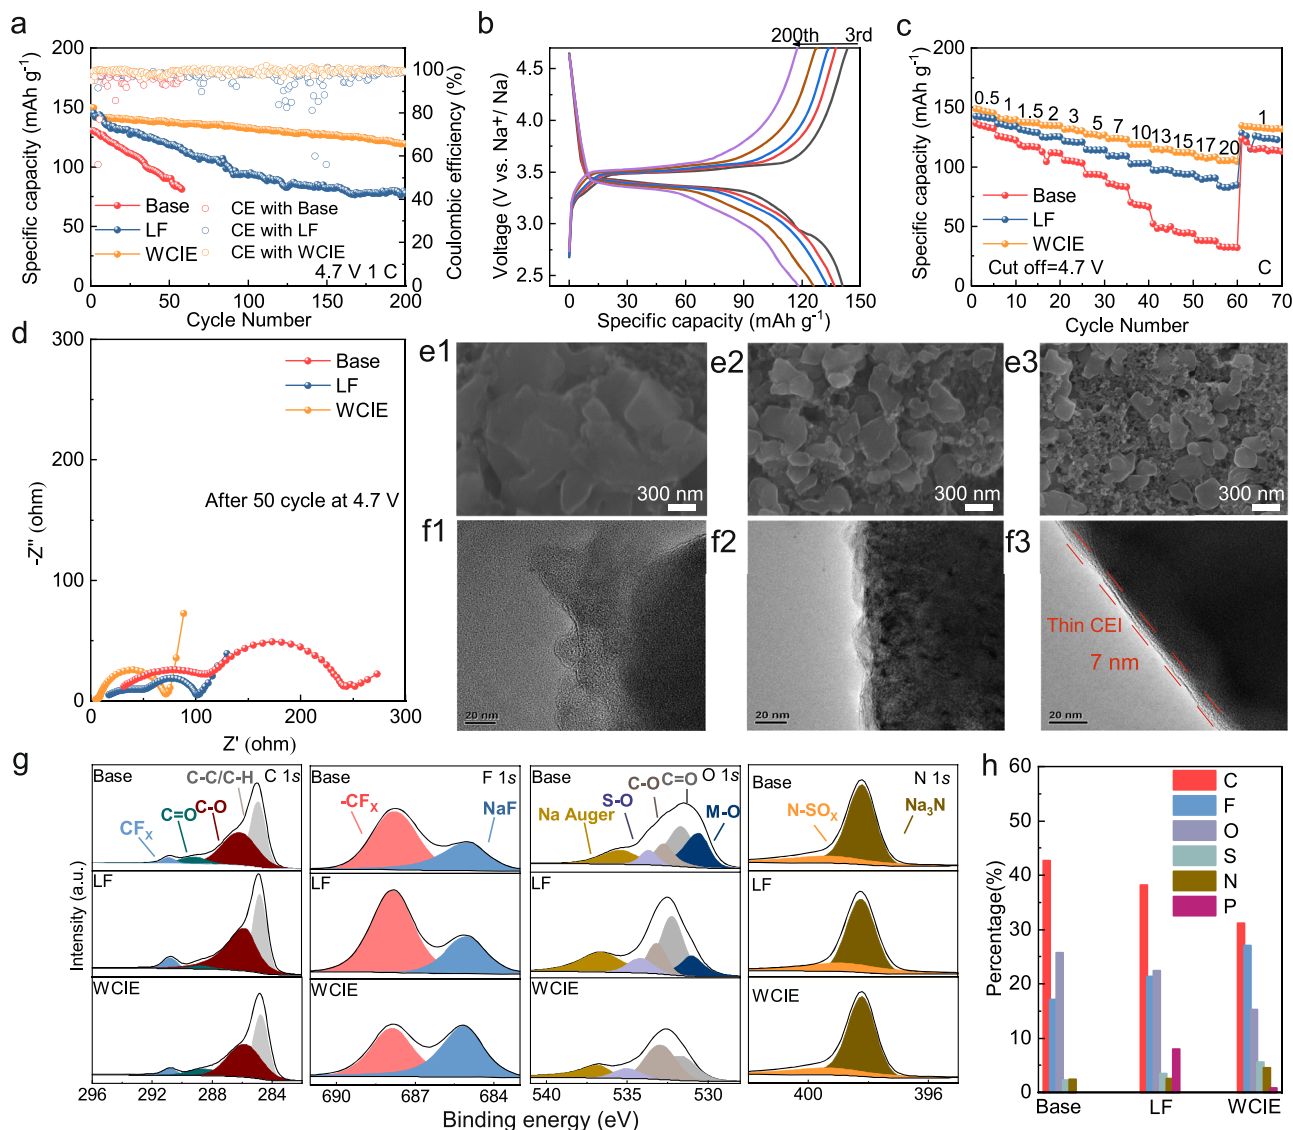 a
200
150
100
75
50
25
0
Specific capacity (mAh g⁻¹)
100
80
60
40
20
0
Coulombic efficiency (%)
Base
LF
WCIE
CE with Base
CE with LF
CE with WCIE
4.7 V 1 C
0 50 100 150 200
Cycle Number
b
200th 3rd
4.5
4.0
3.5
3.0
2.5
Voltage (V vs. Na⁺/ Na)
0 30 60 90 120 150
Specific capacity (mAh g⁻¹)
c
200
150
100
50
0
Specific capacity (mAh g⁻¹)
0.5 1 1.5 2 3 5 7 10 13 15 17 20 1
Base
LF
WCIE
Cut off=4.7 V C
0 10 20 30 40 50 60 70
Cycle Number
d
300
200
100
0
-Z'' (ohm)
Base
LF
WCIE
After 50 cycle at 4.7 V
0 100 200 300
Z' (ohm)
e1
300 nm
e2
300 nm
e3
300 nm
f1
20 nm
f2
20 nm
f3
Thin CEI
7 nm
20 nm
g
Intensity (a.u.)
Base C-C/C-H C 1s
C=O C-O
CFₓ
LF
WCIE
296 292 288 284
Base F 1s
-CFₓ NaF
LF
WCIE
690 687 684
Base O 1s
C-O C=O
S-O
Na Auger M-O
LF
WCIE
540 535 530
Base N 1s
N-SOₓ Na₃N
LF
WCIE
400 396
Binding energy (eV)
h
60
50
40
30
20
10
0
Percentage(%)
C
F
O
S
N
P
Base LF WCIE